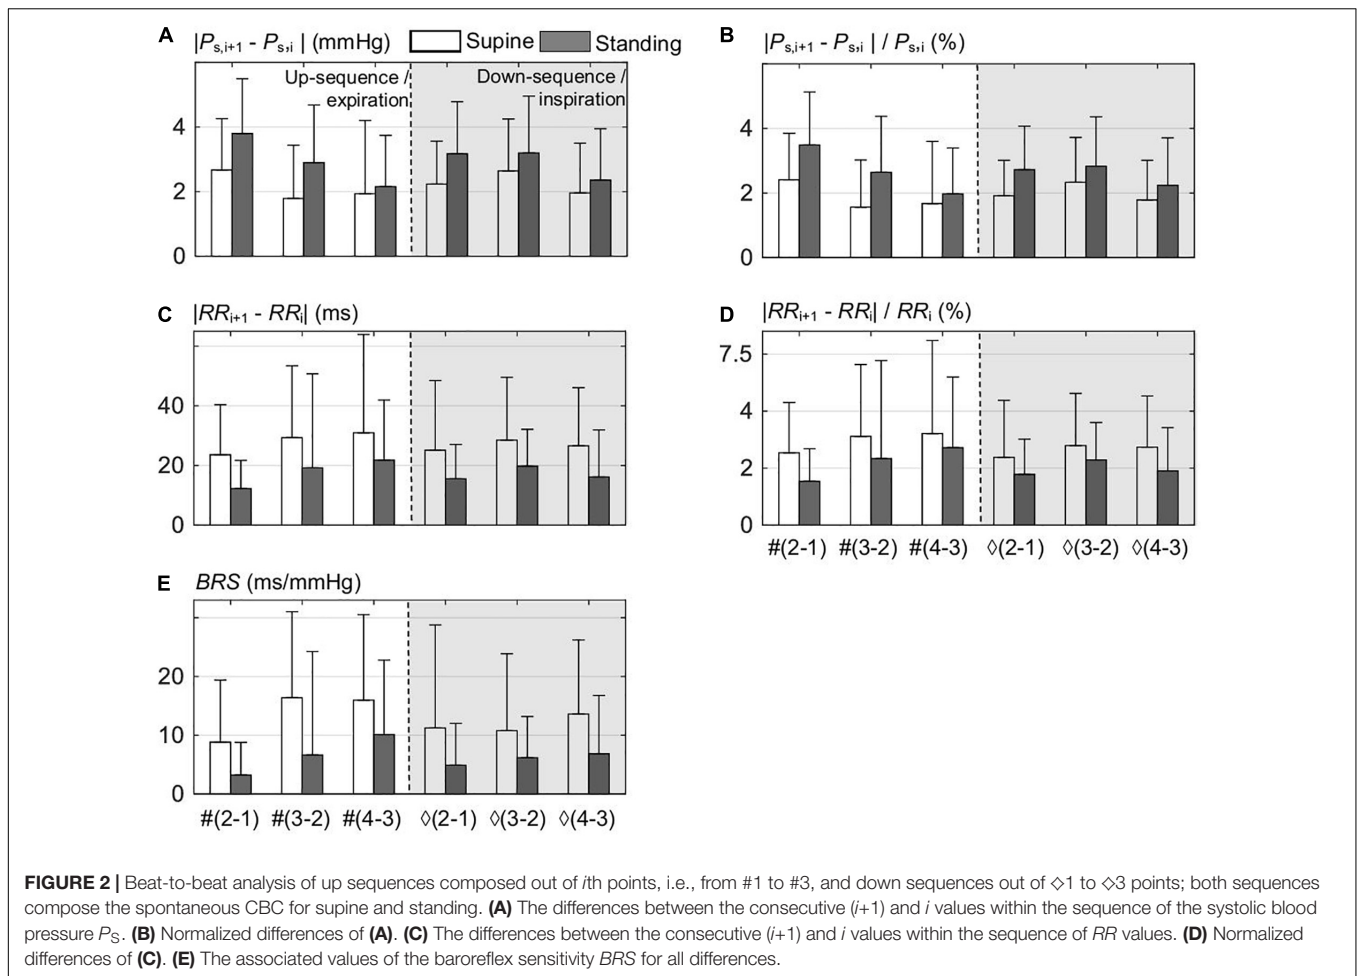 A |Ps,i+1 - Ps,i | (mmHg) Supine Standing
Up-sequence / expiration
Down-sequence / inspiration
4
2
0
B |Ps,i+1 - Ps,i | / Ps,i (%)
4
2
0
C |RRi+1 - RRi| (ms)
40
20
0
D |RRi+1 - RRi| / RRi (%)
7.5
4
2
0
#(2-1) #(3-2) #(4-3) ◊(2-1) ◊(3-2) ◊(4-3)
E BRS (ms/mmHg)
20
10
0
#(2-1) #(3-2) #(4-3) ◊(2-1) ◊(3-2) ◊(4-3)
FIGURE 2 | Beat-to-beat analysis of up sequences composed out of ith points, i.e., from #1 to #3, and down sequences out of ◇1 to ◇3 points; both sequences
compose the spontaneous CBC for supine and standing. (A) The differences between the consecutive (i+1) and i values within the sequence of the systolic blood
pressure PS. (B) Normalized differences of (A). (C) The differences between the consecutive (i+1) and i values within the sequence of RR values. (D) Normalized
differences of (C). (E) The associated values of the baroreflex sensitivity BRS for all differences.